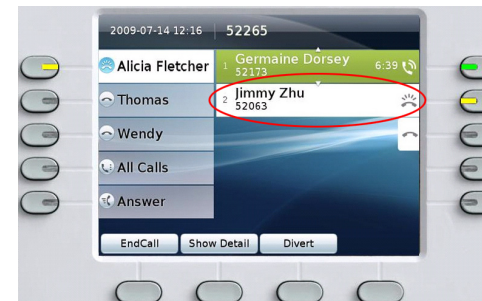 2009-07-14 12:16 52265
Alicia Fletcher
1 Germaine Dorsey 6:39
52173
Thomas
2 Jimmy Zhu
52063
Wendy
All Calls
Answer
EndCall Show Detail Divert